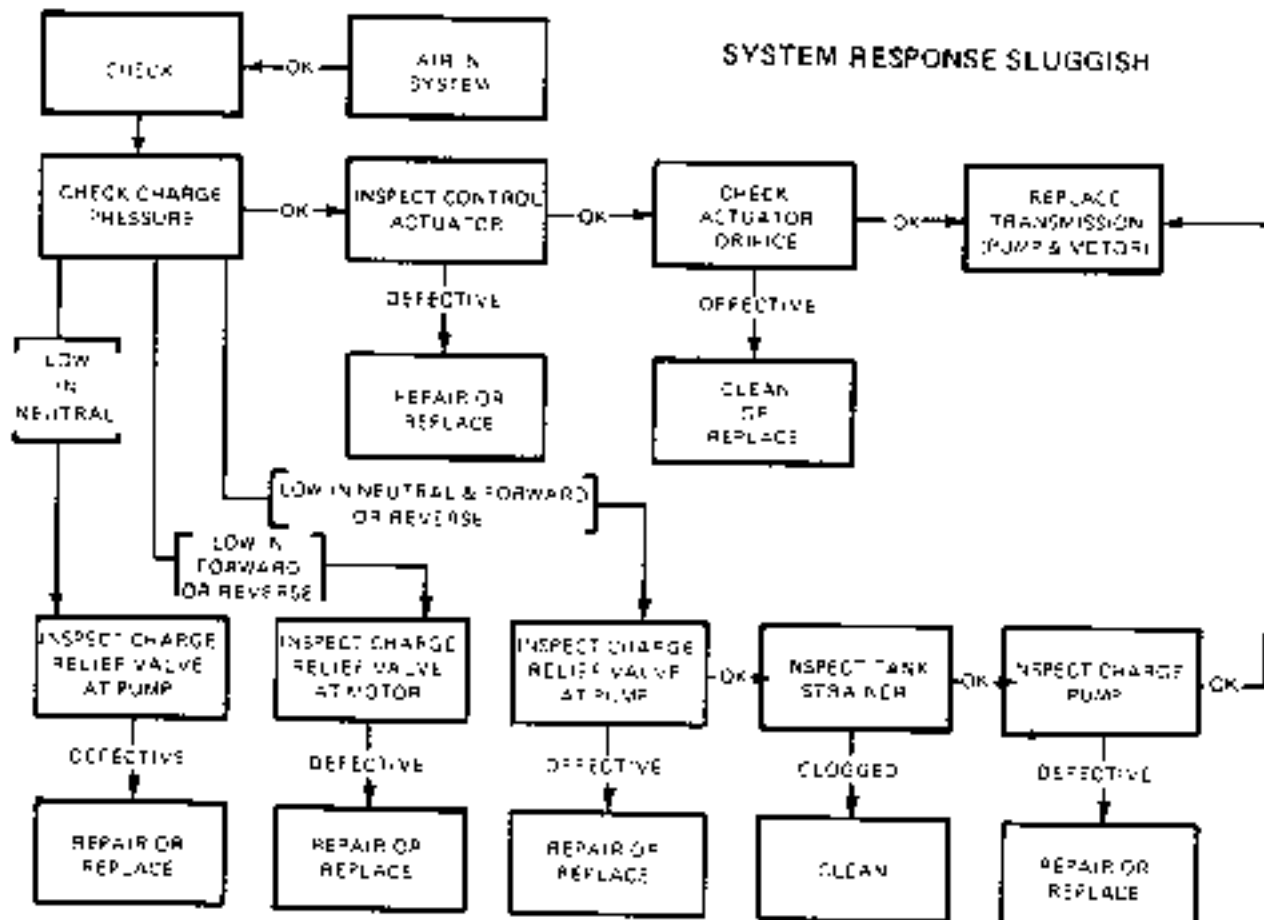 SYSTEM RESPONSE SLUGGISH
CHECK
OK
AIR IN
SYSTEM
CHECK CHARGE
PRESSURE
OK
INSPECT CONTROL
ACTUATOR
OK
CHECK
ACTUATOR
ORIFICE
OK
REPLACE
TRANSMISSION
(PUMP & MOTOR)
DEFECTIVE
DEFECTIVE
LOW
IN
NEUTRAL
REPAIR OR
REPLACE
CLEAN
OR
REPLACE
LOW IN NEUTRAL & FORWARD
OR REVERSE
LOW IN
FORWARD
OR REVERSE
INSPECT CHARGE
RELIEF VALVE
AT PUMP
INSPECT CHARGE
RELIEF VALVE
AT MOTOR
INSPECT CHARGE
RELIEF VALVE
AT PUMP
OK
INSPECT TANK
STRAINER
OK
INSPECT CHARGE
PUMP
OK
DEFECTIVE
DEFECTIVE
DEFECTIVE
CLOGGED
DEFECTIVE
REPAIR OR
REPLACE
REPAIR OR
REPLACE
REPAIR OR
REPLACE
CLEAN
REPAIR OR
REPLACE